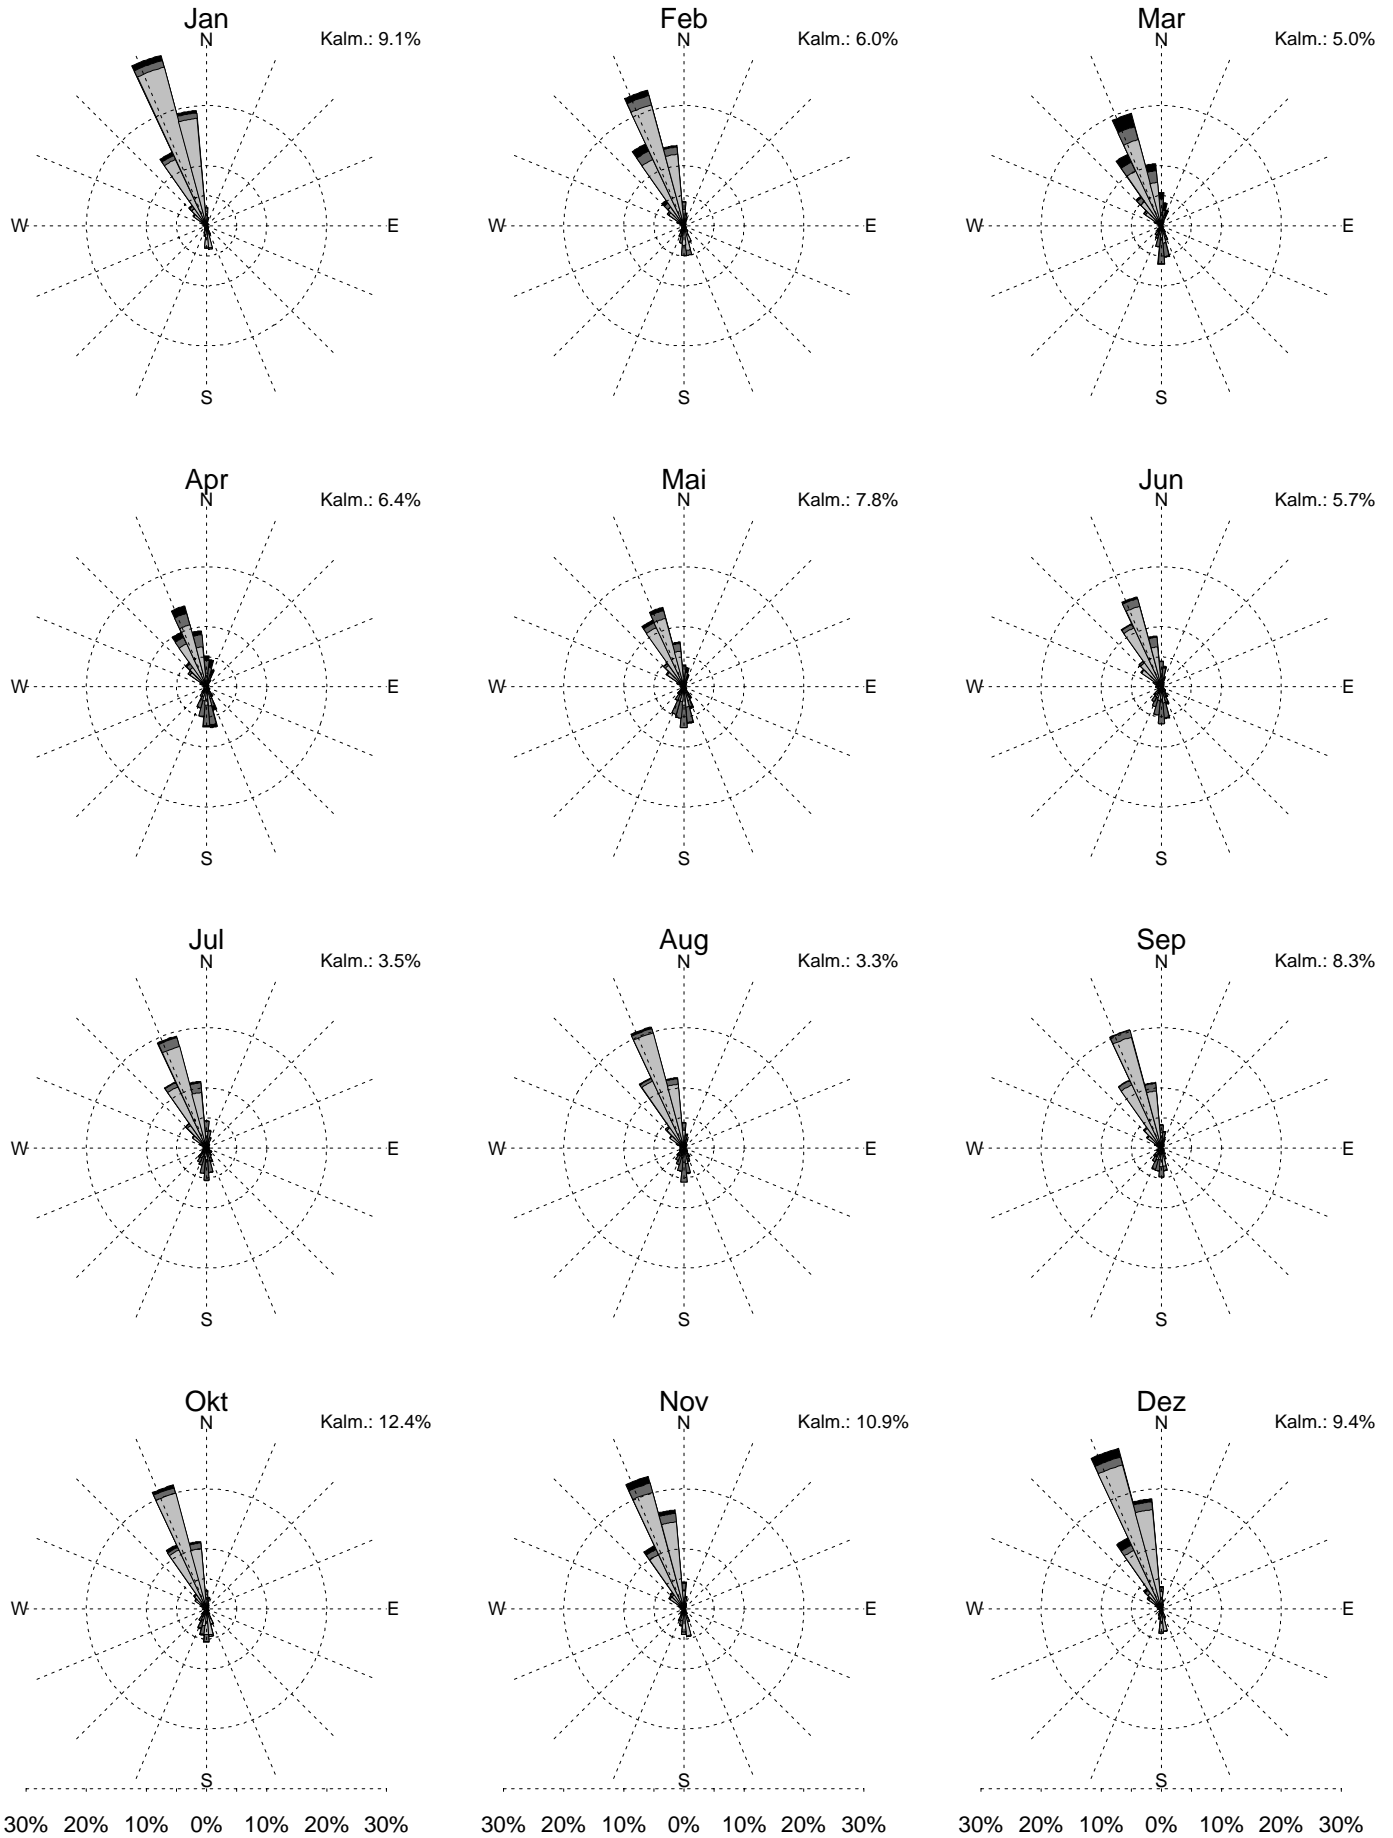 Jan
N
Kalm.: 9.1%
W
E
S
Feb
N
Kalm.: 6.0%
W
E
S
Mar
N
Kalm.: 5.0%
W
E
S
Apr
N
Kalm.: 6.4%
W
E
S
Mai
N
Kalm.: 7.8%
W
E
S
Jun
N
Kalm.: 5.7%
W
E
S
Jul
N
Kalm.: 3.5%
W
E
S
Aug
N
Kalm.: 3.3%
W
E
S
Sep
N
Kalm.: 8.3%
W
E
S
Okt
N
Kalm.: 12.4%
W
E
S
Nov
N
Kalm.: 10.9%
W
E
S
Dez
N
Kalm.: 9.4%
W
E
S
30% 20% 10% 0% 10% 20% 30%
30% 20% 10% 0% 10% 20% 30%
30% 20% 10% 0% 10% 20% 30%